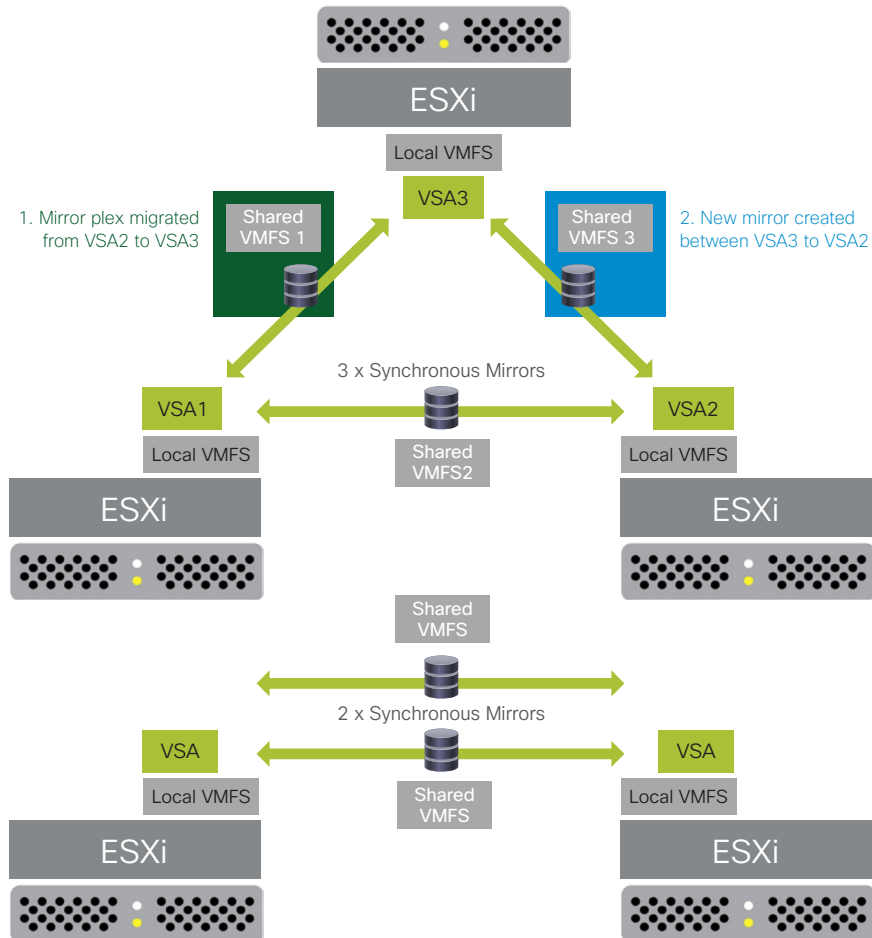 ESXi
Local VMFS
VSA3
1. Mirror plex migrated
from VSA2 to VSA3
Shared
VMFS 1
Shared
VMFS 3
2. New mirror created
between VSA3 to VSA2
3 x Synchronous Mirrors
VSA1
VSA2
Local VMFS
Shared
VMFS2
Local VMFS
ESXi
ESXi
Shared
VMFS
2 x Synchronous Mirrors
VSA
VSA
Local VMFS
Shared
VMFS
Local VMFS
ESXi
ESXi